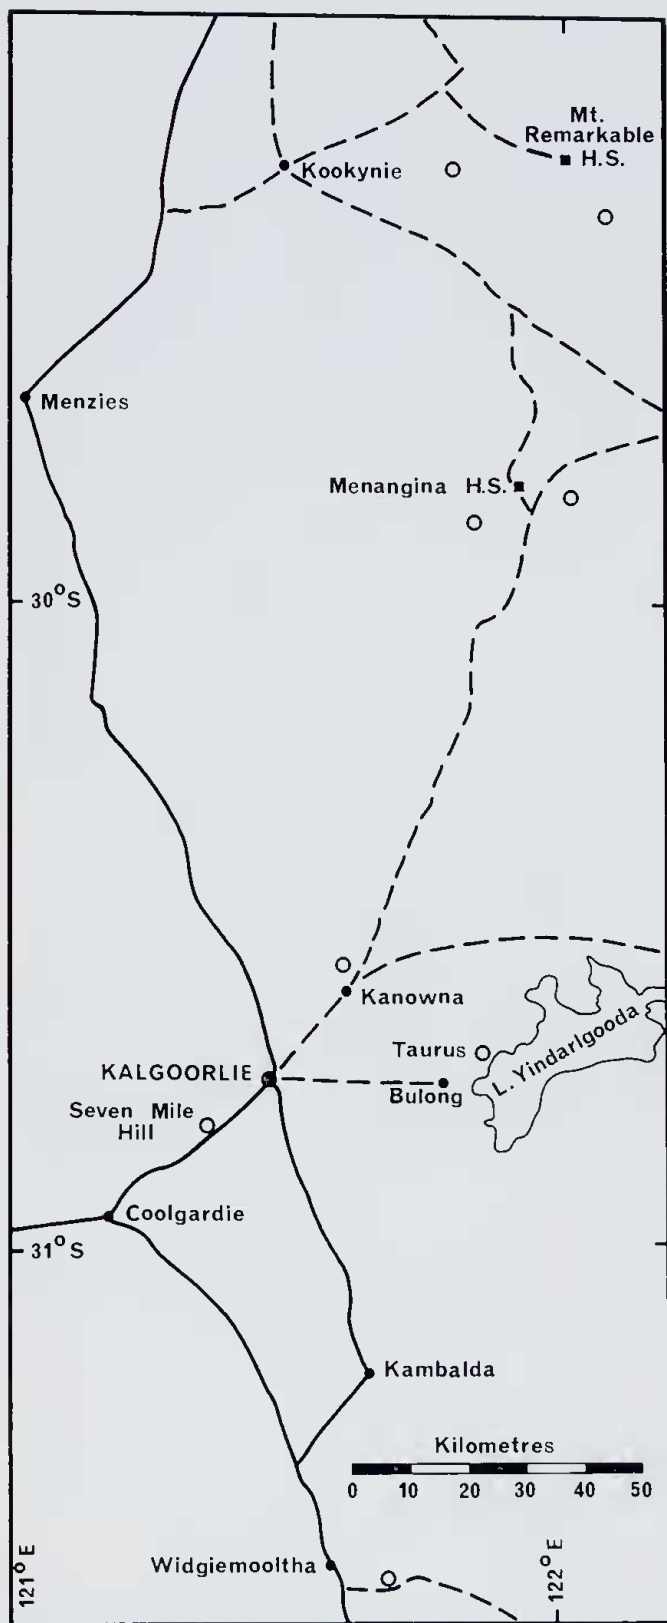 Mt.
Remarkable
H.S.
Kookynie
Menzies
Menangina H.S.
30°S
Kanowna
Taurus
L. Yindarlgooda
KALGOORLIE
Bulong
Seven Mile
Hill
Coolgardie
31°S
Kambalda
Kilometres
0 10 20 30 40 50
Widgiemooltha
121°E
122°